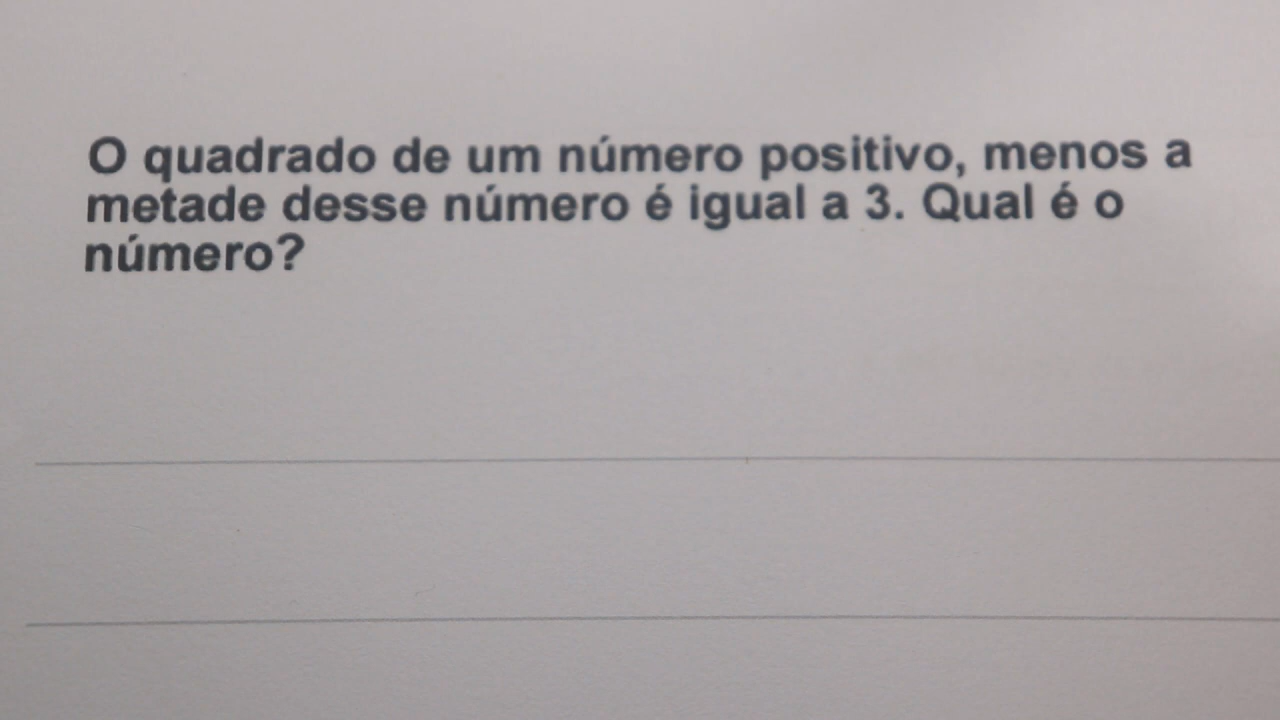 O quadrado de um número positivo, menos a
metade desse número é igual a 3. Qual é o
número?